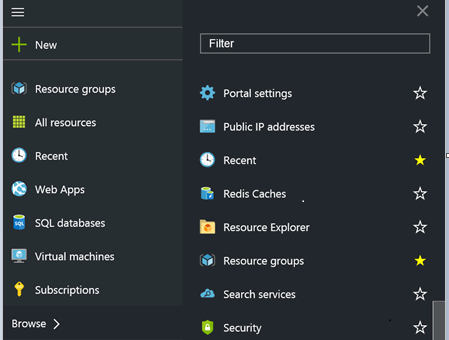 New
Resource groups
All resources
Recent
Web Apps
SQL
SQL databases
Virtual machines
Subscriptions
Browse
Filter
Portal settings
Public IP addresses
Recent
Redis Caches
Resource Explorer
Resource groups
Search services
Security